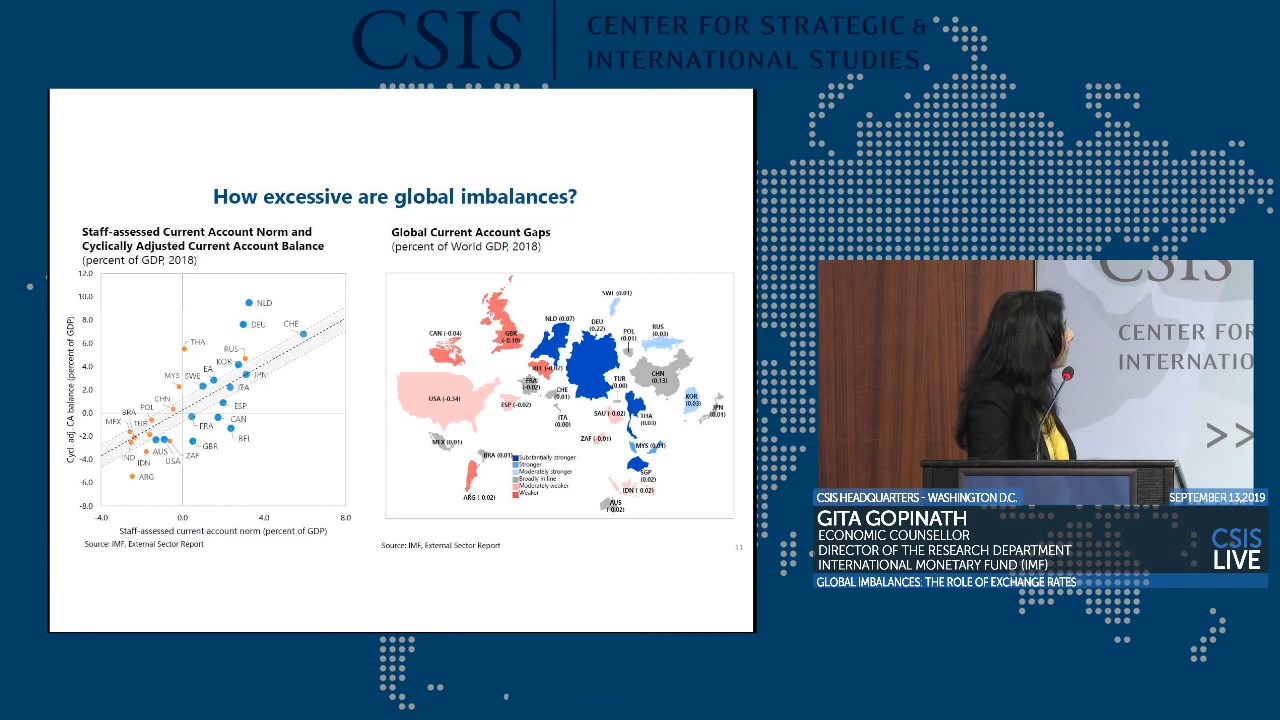 CSIS
CENTER FOR STRATEGIC &
INTERNATIONAL STUDIES
How excessive are global imbalances?
Staff-assessed Current Account Norm and
Cyclically Adjusted Current Account Balance
(percent of GDP, 2018)
12.0
10.0
8.0
6.0
4.0
2.0
0.0
-2.0
-4.0
-6.0
-8.0
Cycl. adj. CA balance (percent of GDP)
NLD
DEU
CHE
THA
RUS
KOR
EA
JPN
MYS
SWE
ITA
CHN
ESP
POL
BRA
MEX
TUR
FRA
CAN
BEL
GBR
AUS
ZAF
IND
IDN
USA
ARG
-4.0
0.0
4.0
8.0
Staff-assessed current account norm (percent of GDP)
Source: IMF, External Sector Report
Global Current Account Gaps
(percent of World GDP, 2018)
SWE (0.01)
NLD (0.07)
DEU
(0.22)
POL
(0.01)
RUS
(0.03)
CAN (-0.04)
GBR
(-0.10)
BEL (-0.02)
FRA
(-0.02)
CHE
(0.01)
TUR
(0.00)
CHN
(0.13)
KOR
(0.03)
JPN
(0.01)
USA (-0.34)
ESP (-0.02)
ITA
(0.00)
SAU (-0.02)
THA
(0.03)
ZAF (-0.01)
MYS (0.01)
MEX (0.01)
BRA (0.01)
SGP
(0.02)
IDN (-0.02)
ARG (-0.02)
AUS
(-0.02)
Substantially stronger
Stronger
Moderately stronger
Broadly in line
Moderately weaker
Weaker
Source: IMF, External Sector Report
11
CSIS
CENTER FOR
INTERNATIO
>>
CSIS HEADQUARTERS - WASHINGTON D.C.
SEPTEMBER 13,2019
GITA GOPINATH
ECONOMIC COUNSELLOR
DIRECTOR OF THE RESEARCH DEPARTMENT
INTERNATIONAL MONETARY FUND (IMF)
CSIS
LIVE
GLOBAL IMBALANCES: THE ROLE OF EXCHANGE RATES